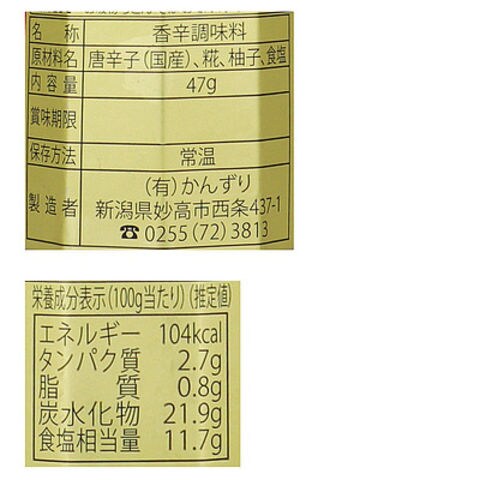 名称 香辛調味料
原材料名 唐辛子(国産)、糀、柚子、食塩
内容量 47g
賞味期限
保存方法 常温
製造者 (有)かんずり
新潟県妙高市西条437-1
☎0255(72)3813
栄養成分表示(100g当たり)(推定値)
エネルギー 104kcal
タンパク質 2.7g
脂質 0.8g
炭水化物 21.9g
食塩相当量 11.7g